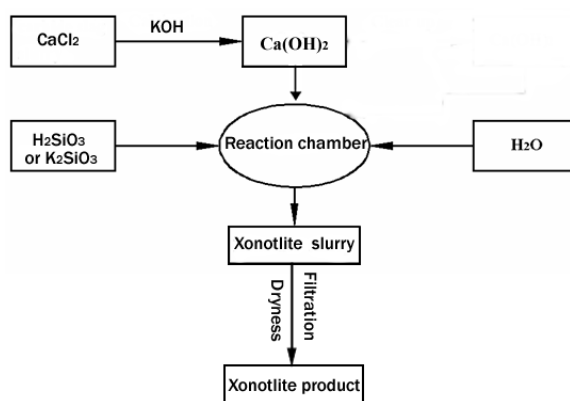 CaCl2
KOH
Ca(OH)2
H2SiO3
or K2SiO3
Reaction chamber
H2O
Xonotlite slurry
Filtration
Dryness
Xonotlite product